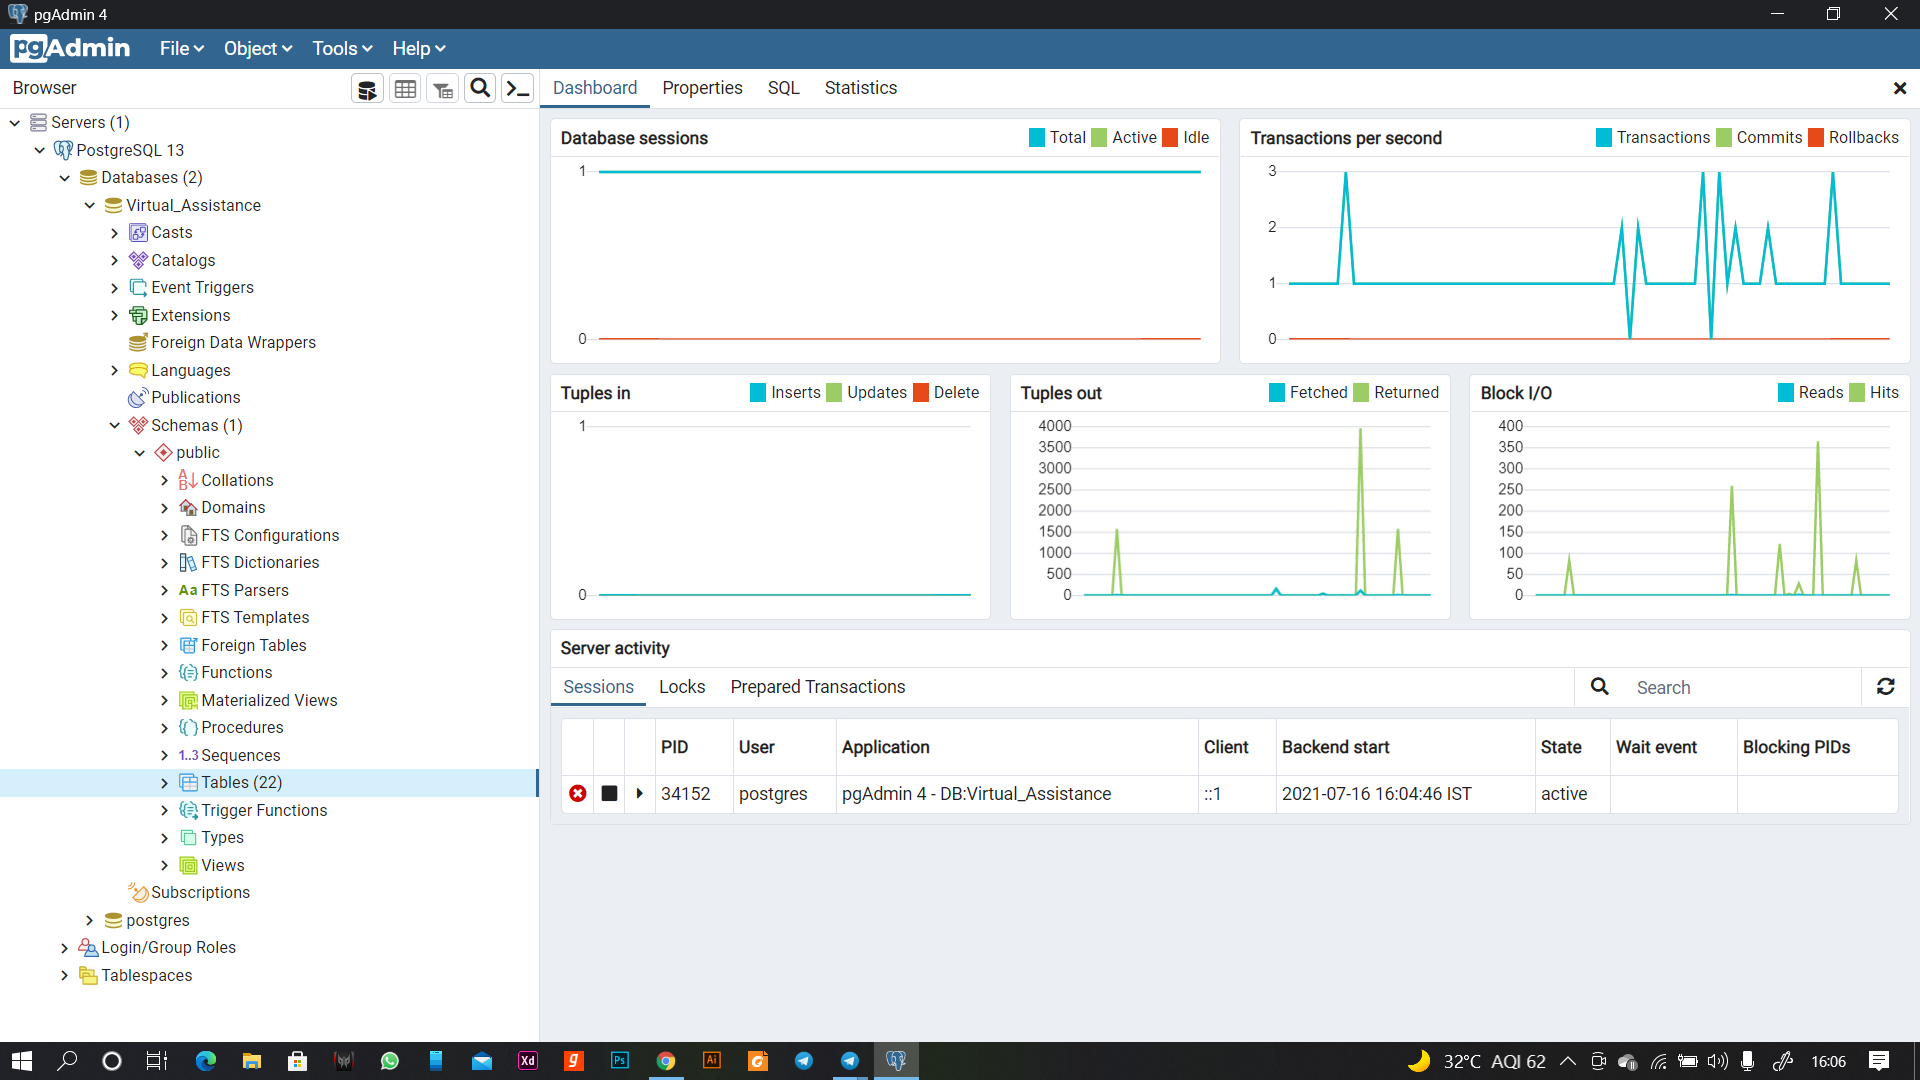 pgAdmin 4
pgAdmin File Object Tools Help
Browser
Dashboard Properties SQL Statistics
Servers (1)
PostgreSQL 13
Databases (2)
Virtual_Assistance
Casts
Catalogs
Event Triggers
Extensions
Foreign Data Wrappers
Languages
Publications
Schemas (1)
public
Collations
Domains
FTS Configurations
FTS Dictionaries
Aa FTS Parsers
FTS Templates
Foreign Tables
Functions
Materialized Views
Procedures
1..3 Sequences
Tables (22)
Trigger Functions
Types
Views
Subscriptions
postgres
Login/Group Roles
Tablespaces
Database sessions Total Active Idle
1
0
Transactions per second Transactions Commits Rollbacks
3
2
1
0
Tuples in Inserts Updates Delete
1
0
Tuples out Fetched Returned
4000
3500
3000
2500
2000
1500
1000
500
0
Block I/O Reads Hits
400
350
300
250
200
150
100
50
0
Server activity
Sessions Locks Prepared Transactions Search
PID User Application Client Backend start State Wait event Blocking PIDs
34152 postgres pgAdmin 4 - DB:Virtual_Assistance ::1 2021-07-16 16:04:46 IST active
Xd g Ps Ai 32°C AQI 62 16:06